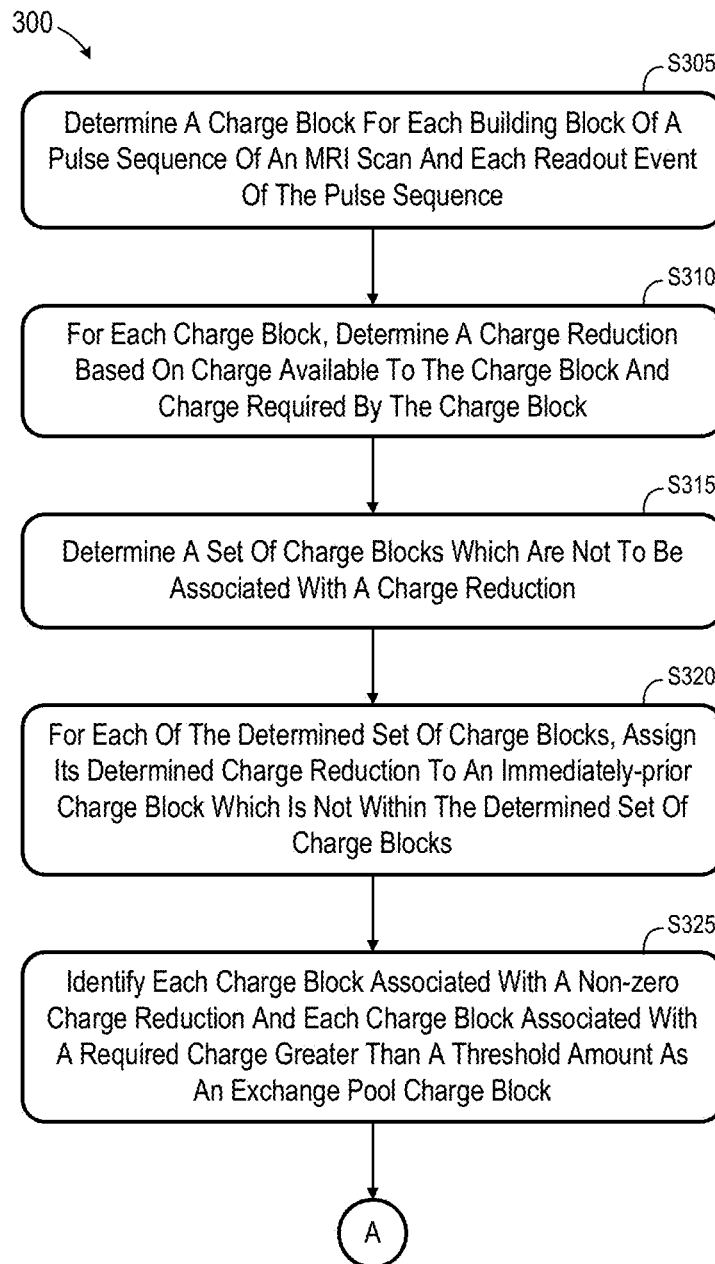 300
S305
Determine A Charge Block For Each Building Block Of A
Pulse Sequence Of An MRI Scan And Each Readout Event
Of The Pulse Sequence
S310
For Each Charge Block, Determine A Charge Reduction
Based On Charge Available To The Charge Block And
Charge Required By The Charge Block
S315
Determine A Set Of Charge Blocks Which Are Not To Be
Associated With A Charge Reduction
S320
For Each Of The Determined Set Of Charge Blocks, Assign
Its Determined Charge Reduction To An Immediately-prior
Charge Block Which Is Not Within The Determined Set Of
Charge Blocks
S325
Identify Each Charge Block Associated With A Non-zero
Charge Reduction And Each Charge Block Associated With
A Required Charge Greater Than A Threshold Amount As
An Exchange Pool Charge Block
A